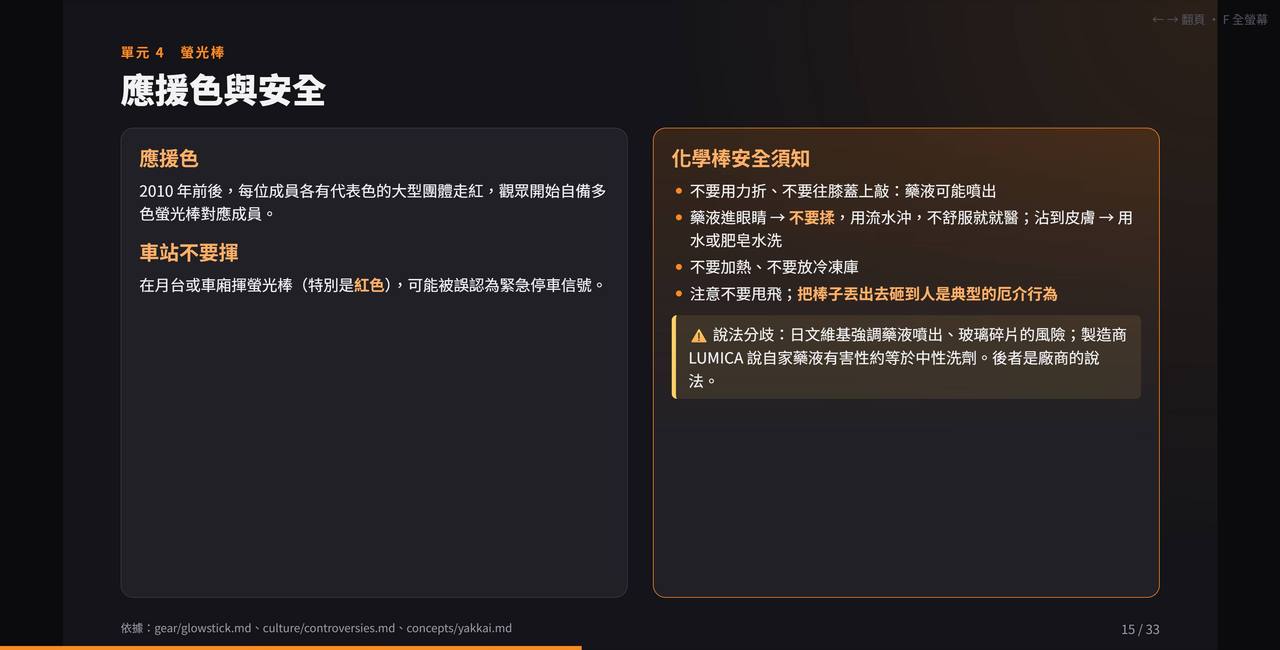 ←→ 翻頁 · F 全螢幕
單元 4 螢光棒
應援色與安全
應援色
2010 年前後，每位成員各有代表色的大型團體走紅，觀眾開始自備多
色螢光棒對應成員。
車站不要揮
在月台或車廂揮螢光棒（特別是紅色），可能被誤認為緊急停車信號。
化學棒安全須知
• 不要用力折、不要往膝蓋上敲：藥液可能噴出
• 藥液進眼睛 → 不要揉，用流水沖，不舒服就就醫；沾到皮膚 → 用
水或肥皂水洗
• 不要加熱、不要放冷凍庫
• 注意不要甩飛；把棒子丟出去砸到人是典型的厄介行為
⚠️ 說法分歧：日文維基強調藥液噴出、玻璃碎片的風險；製造商
LUMICA 說自家藥液有害性約等於中性洗劑。後者是廠商的說
法。
依據：gear/glowstick.md、culture/controversies.md、concepts/yakkai.md
15 / 33